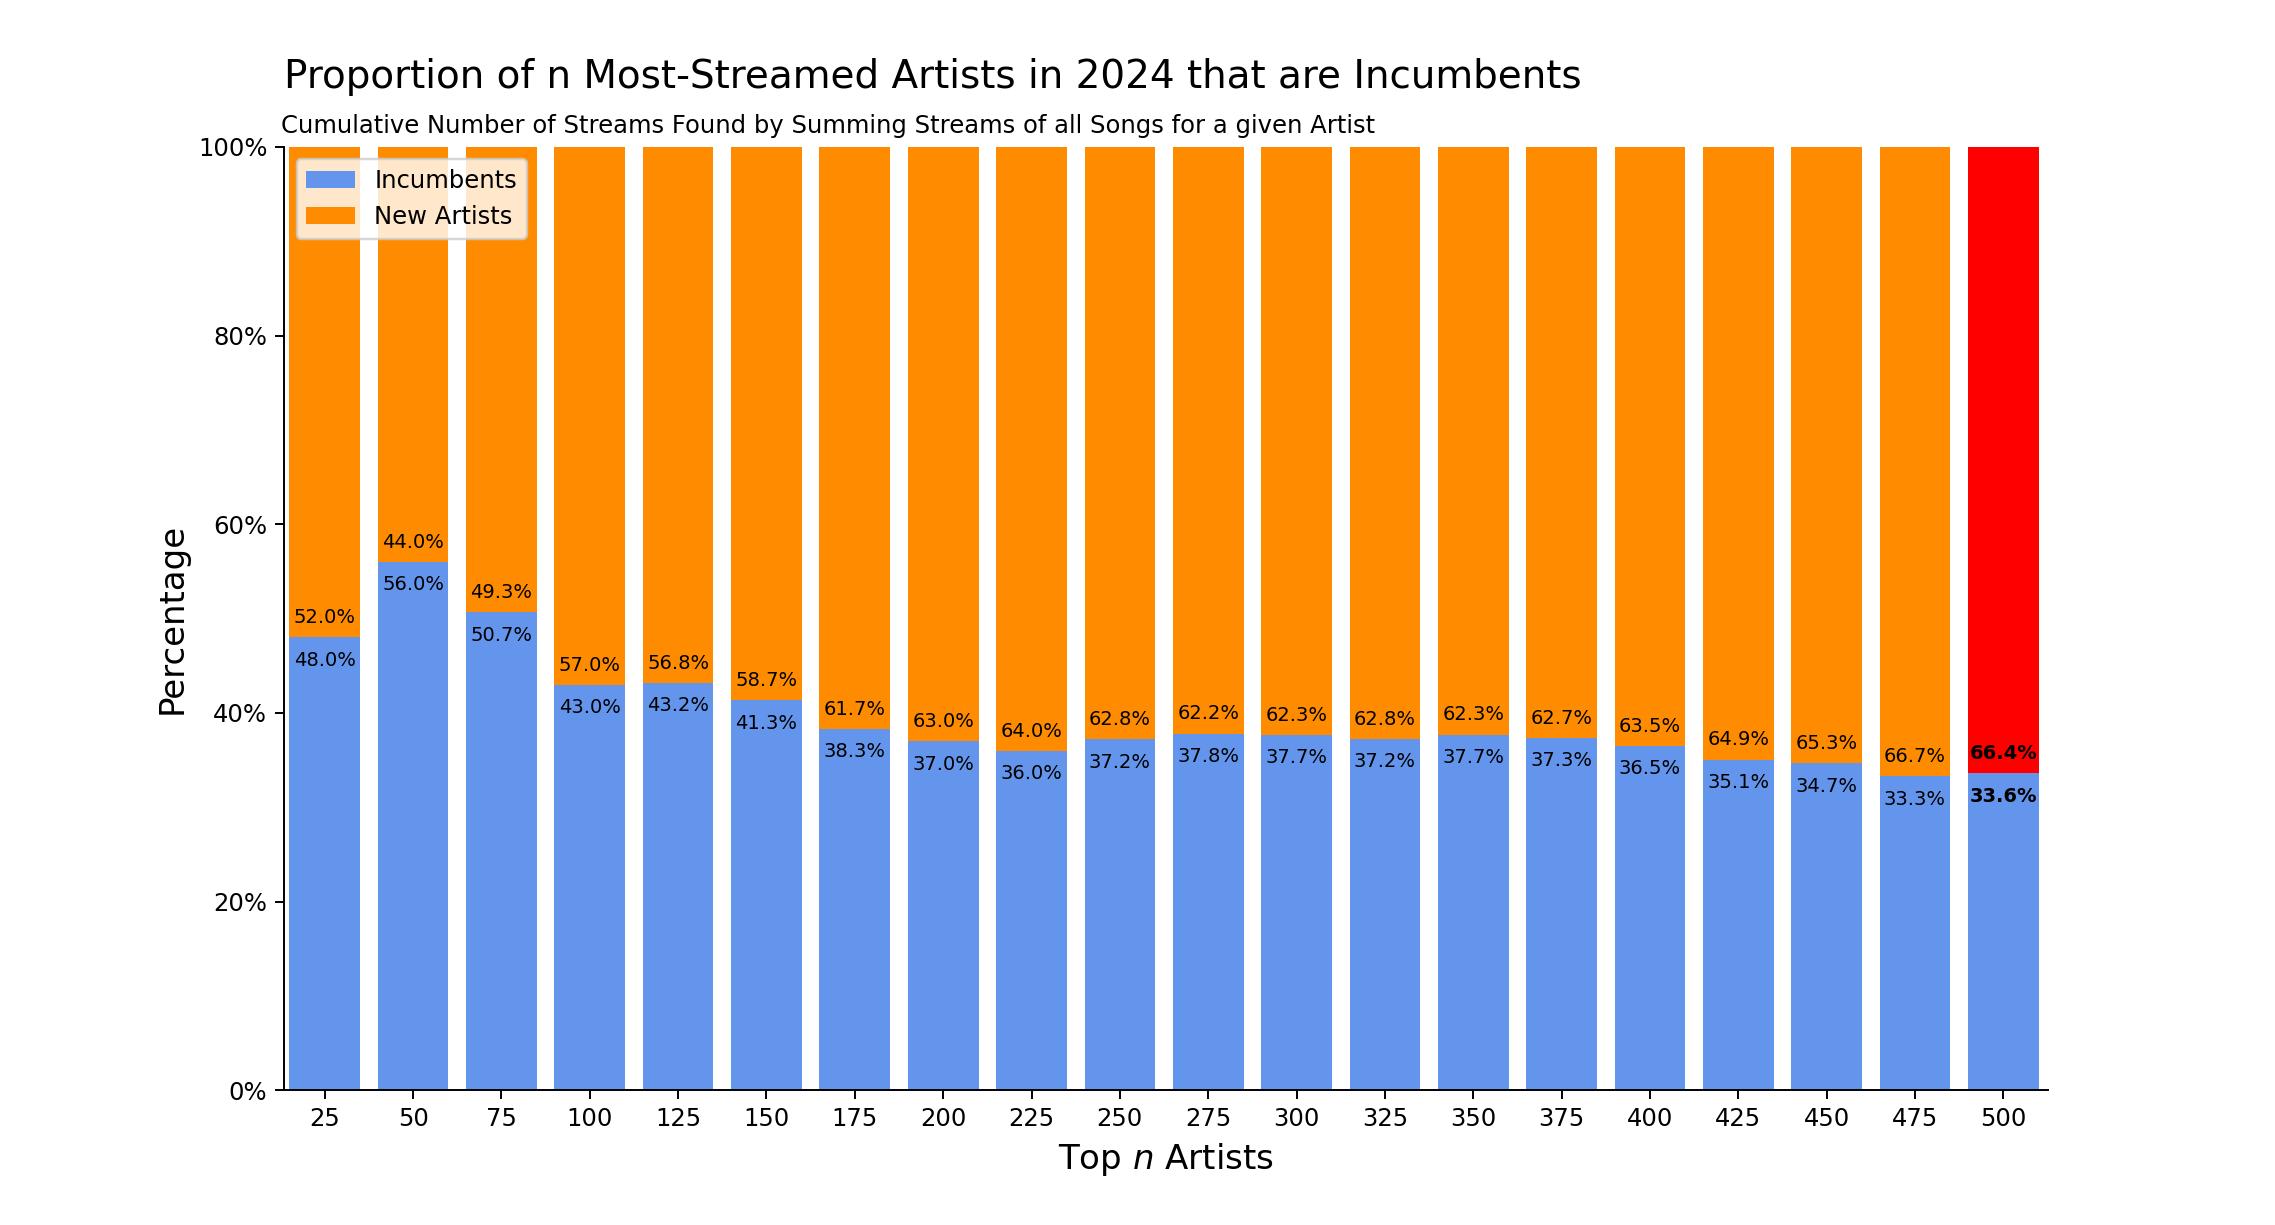 Proportion of n Most-Streamed Artists in 2024 that are Incumbents
Cumulative Number of Streams Found by Summing Streams of all Songs for a given Artist
Incumbents
New Artists
Percentage
100%
80%
60%
40%
20%
0%
52.0% 44.0% 49.3% 57.0% 56.8% 58.7% 61.7% 63.0% 64.0% 62.8% 62.2% 62.3% 62.8% 62.3% 62.7% 63.5% 64.9% 65.3% 66.7% 66.4%
48.0% 56.0% 50.7% 43.0% 43.2% 41.3% 38.3% 37.0% 36.0% 37.2% 37.8% 37.7% 37.2% 37.7% 37.3% 36.5% 35.1% 34.7% 33.3% 33.6%
25 50 75 100 125 150 175 200 225 250 275 300 325 350 375 400 425 450 475 500
Top n Artists